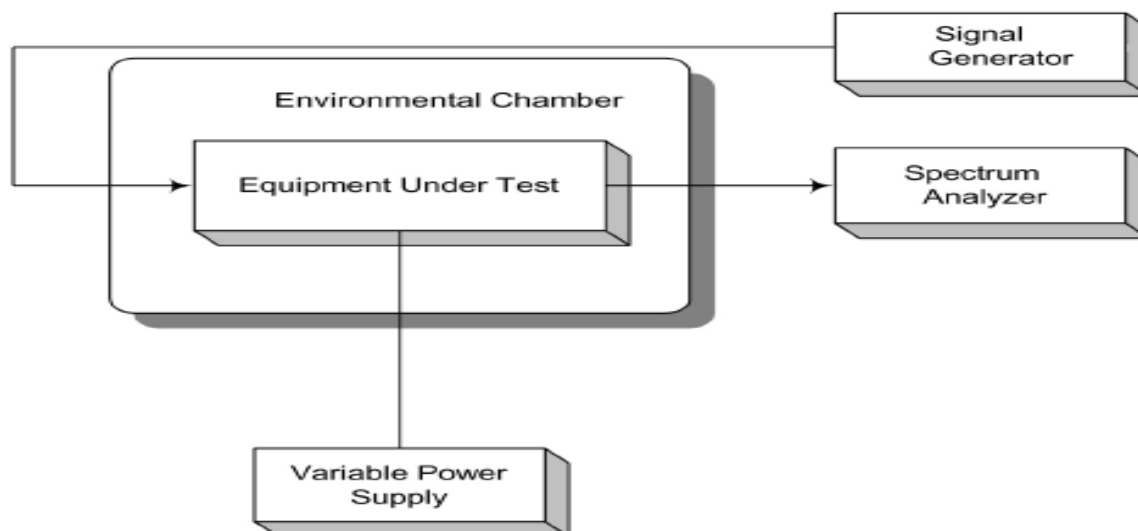 Signal
Generator
Environmental Chamber
Equipment Under Test
Spectrum
Analyzer
Variable Power
Supply